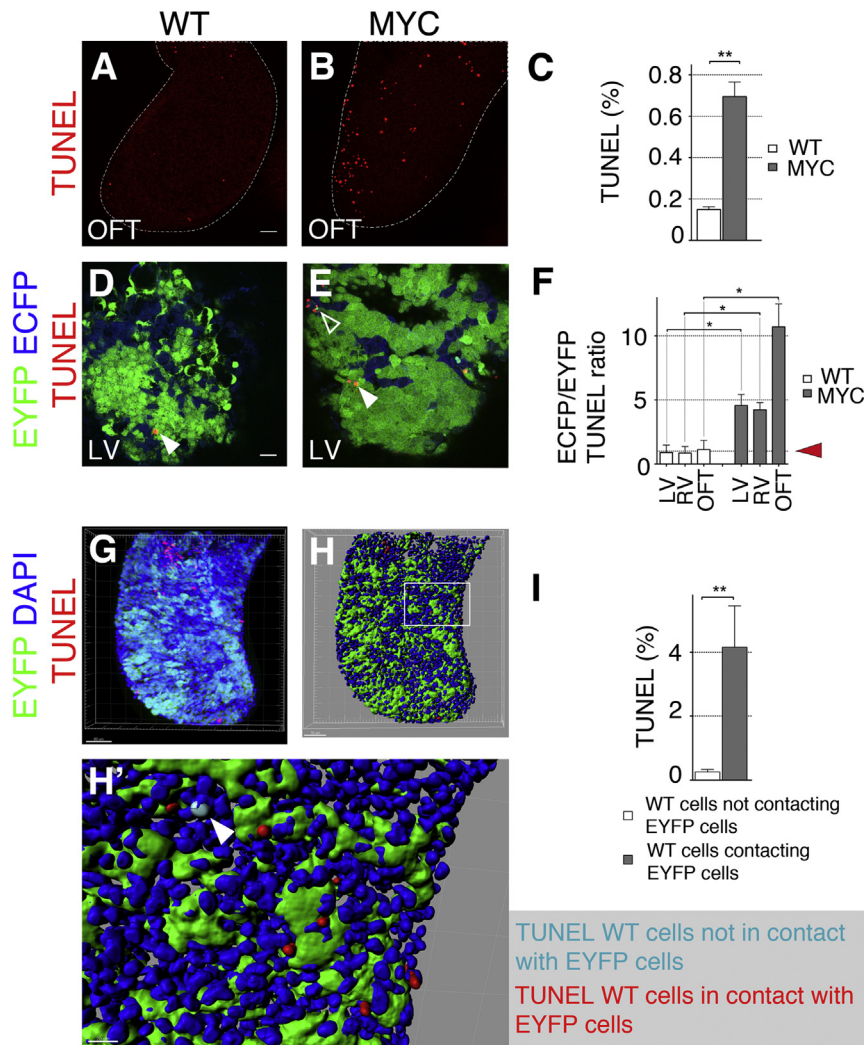 WT
MYC
TUNEL
A
OFT
B
OFT
C
TUNEL (%)
**
0.8
0.6
0.4
0.2
0
WT
MYC
EYFP ECFP
TUNEL
D
LV
E
LV
F
ECFP/EYFP
TUNEL ratio
10
5
0
*
*
*
WT
MYC
LV
RV
OFT
LV
RV
OFT
EYFP DAPI
TUNEL
G
H
H'
I
TUNEL (%)
**
4
2
0
WT cells not contacting
EYFP cells
WT cells contacting
EYFP cells
TUNEL WT cells not in contact
with EYFP cells
TUNEL WT cells in contact with
EYFP cells